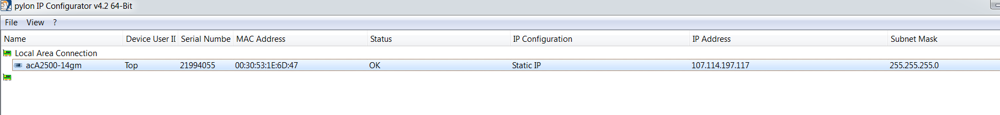 pylon IP Configurator v4.2 64-Bit
File View ?
Name Device User II Serial Numbe MAC Address Status IP Configuration IP Address Subnet Mask
Local Area Connection
acA2500-14gm Top 21994055 00:30:53:1E:6D:47 OK Static IP 107.114.197.117 255.255.255.0